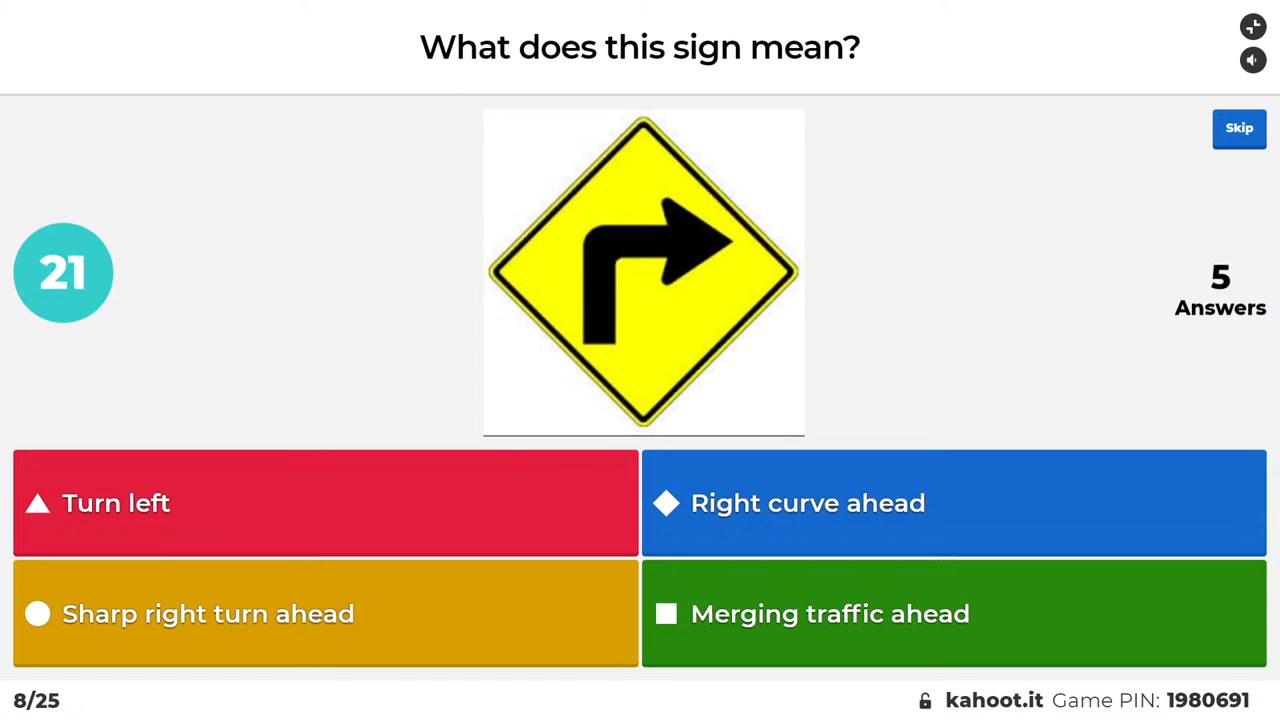 What does this sign mean?
Skip
21
5
Answers
Turn left
Right curve ahead
Sharp right turn ahead
Merging traffic ahead
8/25
kahoot.it Game PIN: 1980691